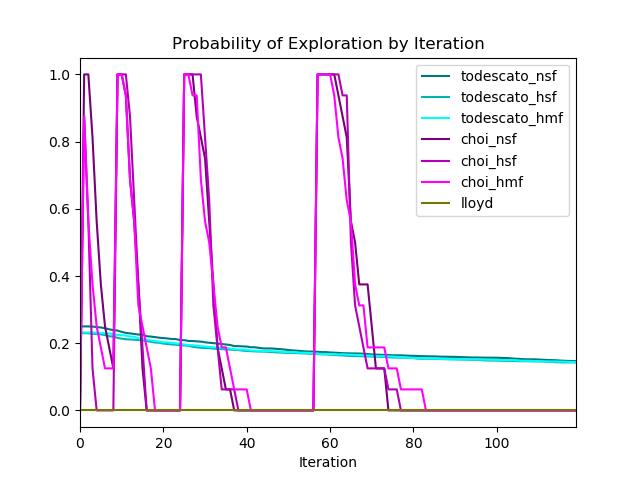 Probability of Exploration by Iteration
1.0
0.8
0.6
0.4
0.2
0.0
0 20 40 60 80 100
Iteration
todescato_nsf
todescato_hsf
todescato_hmf
choi_nsf
choi_hsf
choi_hmf
lloyd